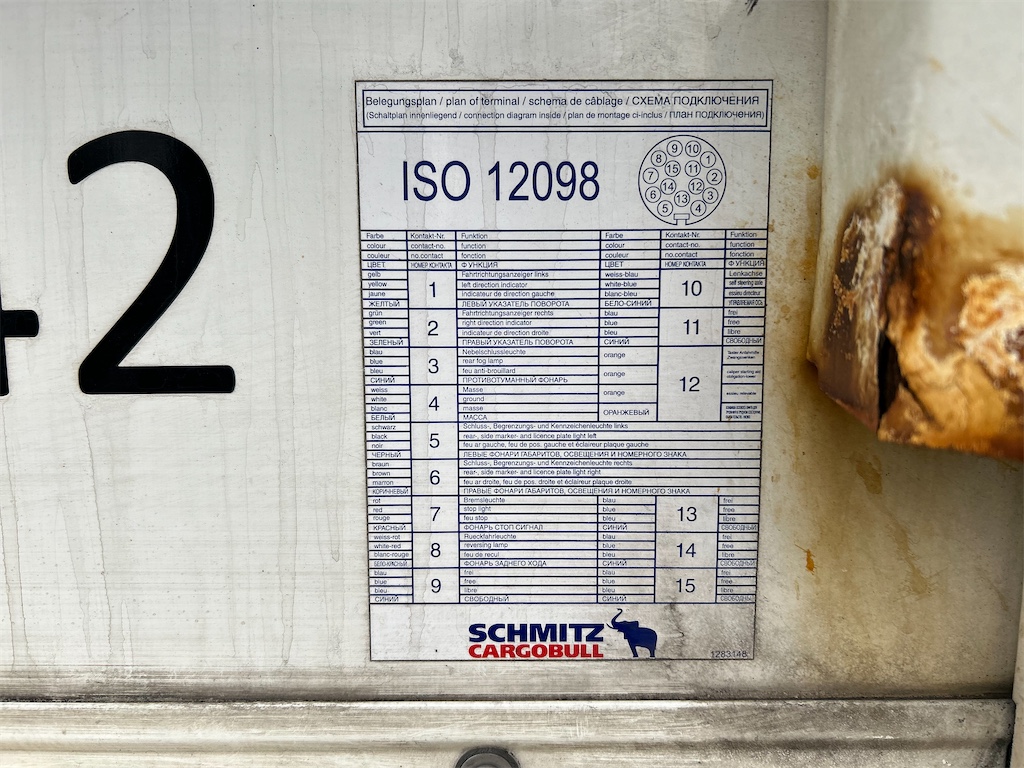 42
Belegungsplan / plan of terminal / schema de câblage / СХЕМА ПОДКЛЮЧЕНИЯ
(Schaltplan innenliegend / connection diagram inside / plan de montage ci-inclus / ПЛАН ПОДКЛЮЧЕНИЯ)
ISO 12098
9 10
8 1
7 15 11 2
6 14 12 3
13
5 4
Farbe Kontakt-Nr. Funktion Farbe Kontakt-Nr. Funktion
colour contact-no. function colour contact-no. function
couleur no.contact fonction couleur no.contact fonction
ЦВЕТ НОМЕР КОНТАКТА ФУНКЦИЯ ЦВЕТ НОМЕР КОНТАКТА ФУНКЦИЯ
gelb Fahrtrichtungsanzeiger links weiss-blau Lenkachse
yellow 1 left direction indicator white-blue 10 self steering axle
jaune indicateur de direction gauche blanc-bleu essieu directeur
ЖЕЛТЫЙ ЛЕВЫЙ УКАЗАТЕЛЬ ПОВОРОТА БЕЛО-СИНИЙ
grün Fahrtrichtungsanzeiger rechts blau frei
green 2 right direction indicator blue 11 free
vert indicateur de direction droite bleu libre
ЗЕЛЕНЫЙ ПРАВЫЙ УКАЗАТЕЛЬ ПОВОРОТА СИНИЙ СВОБОДНЫЙ
blau Nebelschlussleuchte orange
blue 3 rear fog lamp
bleu feu anti-brouillard orange
СИНИЙ ПРОТИВОТУМАННЫЙ ФОНАРЬ 12
weiss Masse orange
white 4 ground
blanc masse ОРАНЖЕВЫЙ
БЕЛЫЙ МАССА
schwarz Schluss-, Begrenzungs- und Kennzeichenleuchte links
black 5 rear-, side marker- and licence plate light left
noir feu ar gauche, feu de pos. gauche et éclaireur plaque gauche
ЧЕРНЫЙ ЛЕВЫЕ ФОНАРИ ГАБАРИТОВ, ОСВЕЩЕНИЯ И НОМЕРНОГО ЗНАКА
braun Schluss-, Begrenzungs- und Kennzeichenleuchte rechts
brown 6 rear-, side marker- and licence plate light right
marron feu ar droite, feu de pos. droite et éclaireur plaque droite
КОРИЧНЕВЫЙ ПРАВЫЕ ФОНАРИ ГАБАРИТОВ, ОСВЕЩЕНИЯ И НОМЕРНОГО ЗНАКА
rot Bremsleuchte blau frei
red 7 stop light blue 13 free
rouge feu stop bleu libre
КРАСНЫЙ ФОНАРЬ СТОП СИГНАЛ СИНИЙ СВОБОДНЫЙ
weiss-rot Rueckfahrleuchte blau frei
white-red 8 reversing lamp blue 14 free
blanc-rouge feu de recul bleu libre
БЕЛО-КРАСНЫЙ ФОНАРЬ ЗАДНЕГО ХОДА СИНИЙ СВОБОДНЫЙ
blau frei blau frei
blue 9 free blue 15 free
bleu libre bleu libre
СИНИЙ СВОБОДНЫЙ СИНИЙ СВОБОДНЫЙ
SCHMITZ
CARGOBULL
1283148